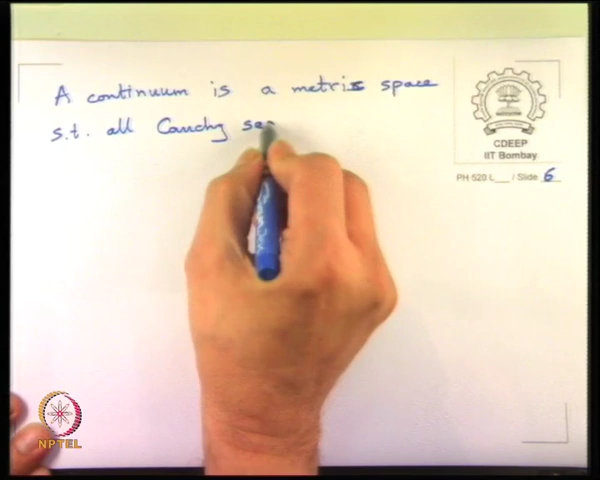 A continuum is a metric space
s.t. all Cauchy se
CDEEP
IIT Bombay
PH 520 L___ / Slide 6
NPTEL